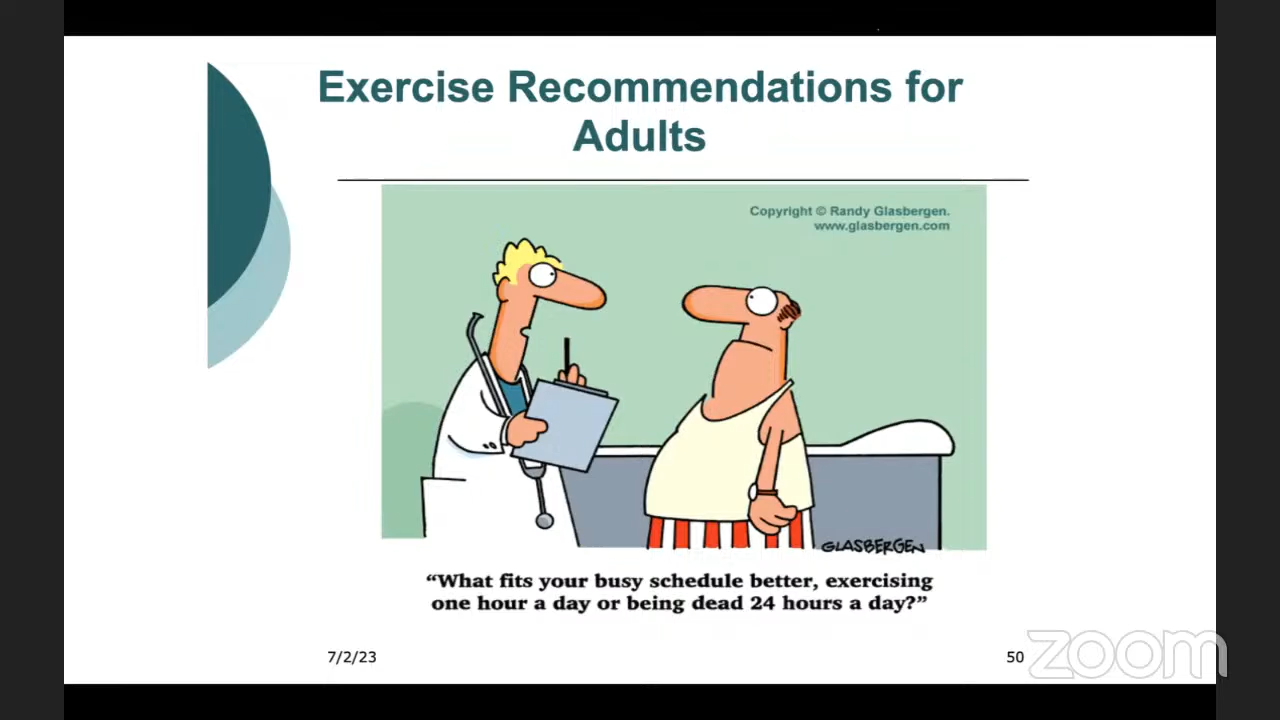 Exercise Recommendations for
Adults
Copyright © Randy Glasbergen.
www.glasbergen.com
GLASBERGEN
“What fits your busy schedule better, exercising
one hour a day or being dead 24 hours a day?”
7/2/23
50
zoom